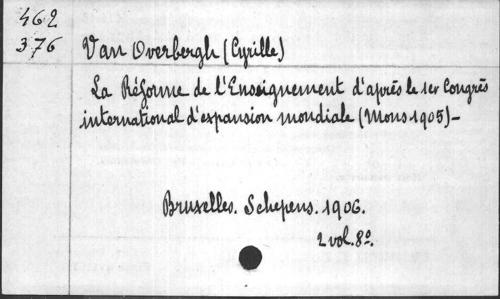 462
376
Van Overbergh (Cyrille)
La Réforme de l'Enseignement d'après le 1er Congrès
international d'expansion mondiale (Mons 1905)-
Bruxelles. Schepens. 1906.
2 vol. 8º.